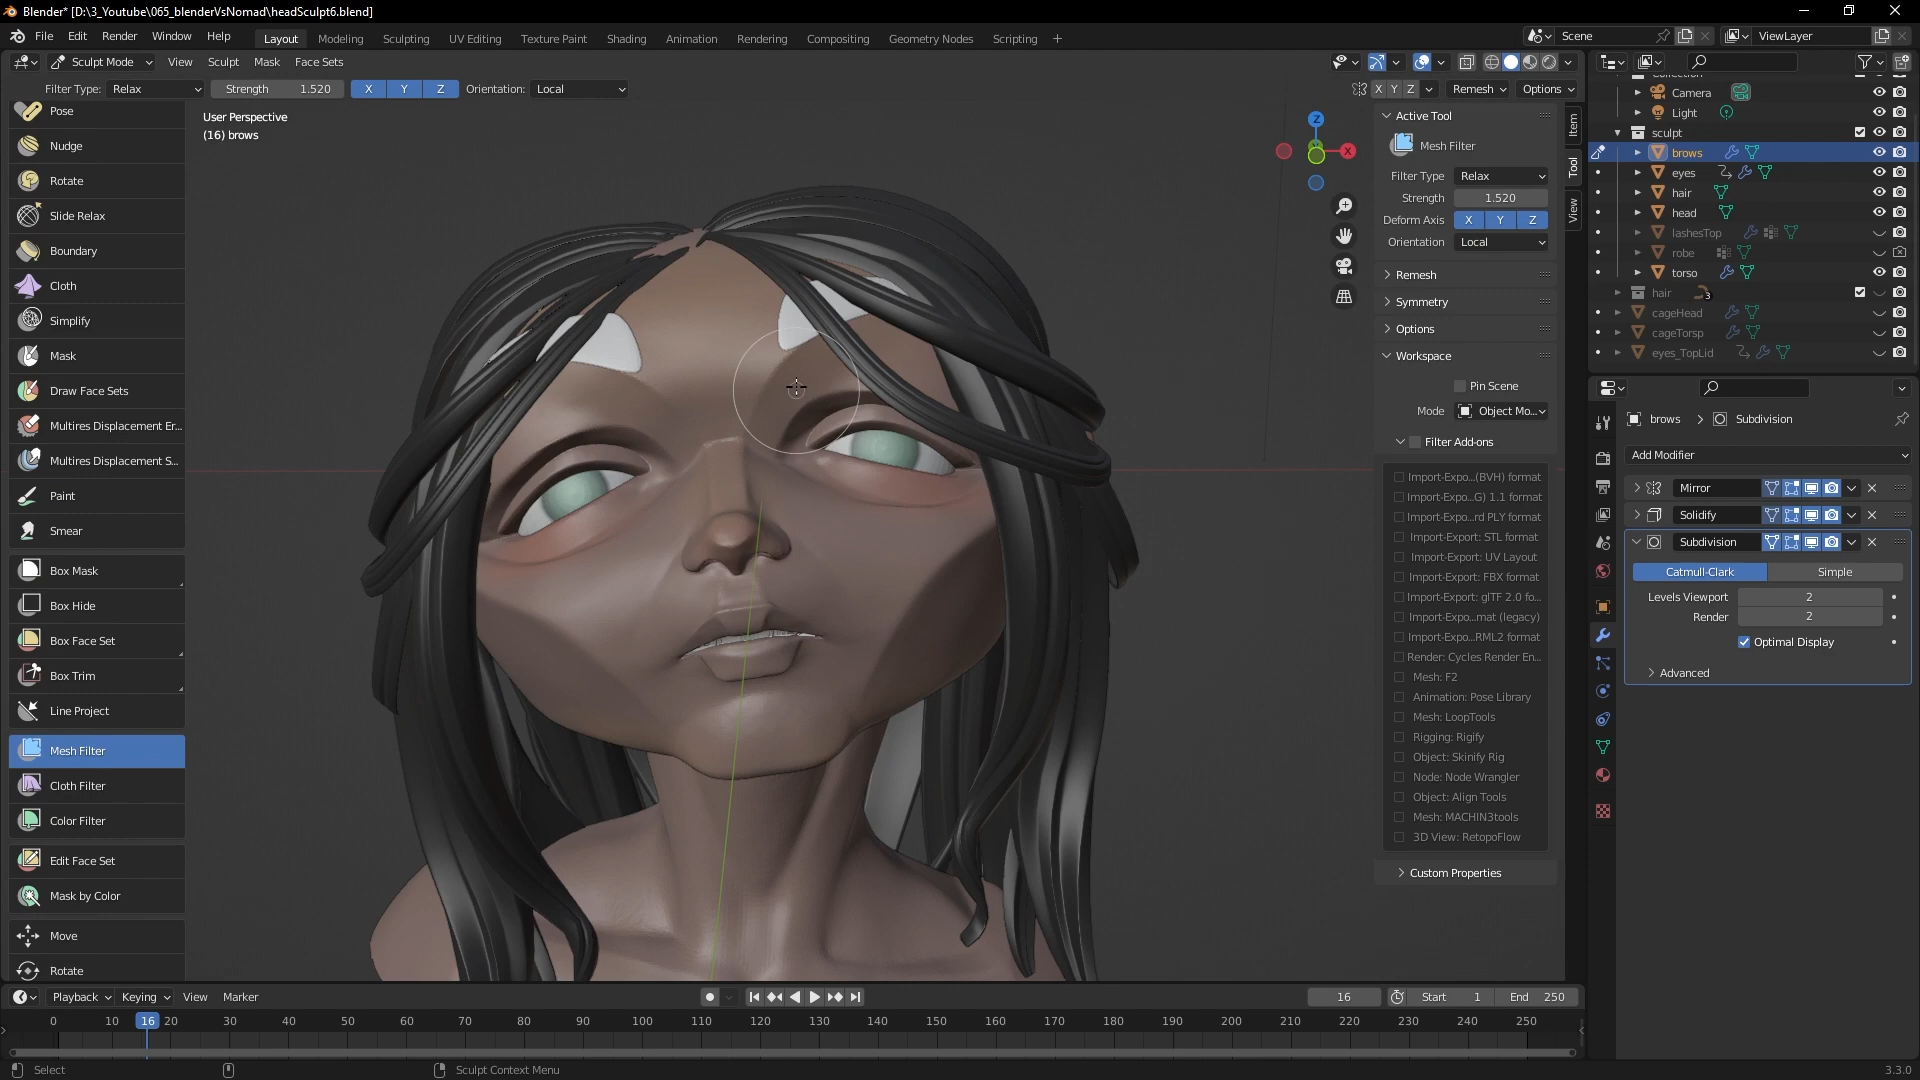 Blender* [D:\3_Youtube\065_blenderVsNomad\headSculpt6.blend]
File Edit Render Window Help Layout Modeling Sculpting UV Editing Texture Paint Shading Animation Rendering Compositing Geometry Nodes Scripting + Scene ViewLayer
Sculpt Mode View Sculpt Mask Face Sets
Filter Type: Relax Strength 1.520 X Y Z Orientation: Local X Y Z Remesh Options
Pose
Nudge
Rotate
Slide Relax
Boundary
Cloth
Simplify
Mask
Draw Face Sets
Multires Displacement Er...
Multires Displacement S...
Paint
Smear
Box Mask
Box Hide
Box Face Set
Box Trim
Line Project
Mesh Filter
Cloth Filter
Color Filter
Edit Face Set
Mask by Color
Move
Rotate
User Perspective
(16) brows
Z
X
Active Tool
Mesh Filter
Filter Type Relax
Strength 1.520
Deform Axis X Y Z
Orientation Local
Remesh
Symmetry
Options
Workspace
Pin Scene
Mode Object Mo...
Filter Add-ons
Import-Expo...(BVH) format
Import-Expo...G) 1.1 format
Import-Expo...rd PLY format
Import-Export: STL format
Import-Export: UV Layout
Import-Export: FBX format
Import-Export: glTF 2.0 fo...
Import-Expo...mat (legacy)
Import-Expo...RML2 format
Render: Cycles Render En...
Mesh: F2
Animation: Pose Library
Mesh: LoopTools
Rigging: Rigify
Object: Skinify Rig
Node: Node Wrangler
Object: Align Tools
Mesh: MACHIN3tools
3D View: RetopoFlow
Custom Properties
Item
Tool
View
Camera
Light
sculpt
brows
eyes
hair
head
lashesTop
robe
torso
hair 3
cageHead
cageTorsp
eyes_TopLid
brows > Subdivision
Add Modifier
Mirror
Solidify
Subdivision
Catmull-Clark Simple
Levels Viewport 2
Render 2
Optimal Display
Advanced
Playback Keying View Marker 16 Start 1 End 250
0 10 16 20 30 40 50 60 70 80 90 100 110 120 130 140 150 160 170 180 190 200 210 220 230 240 250
Select Sculpt Context Menu 3.3.0